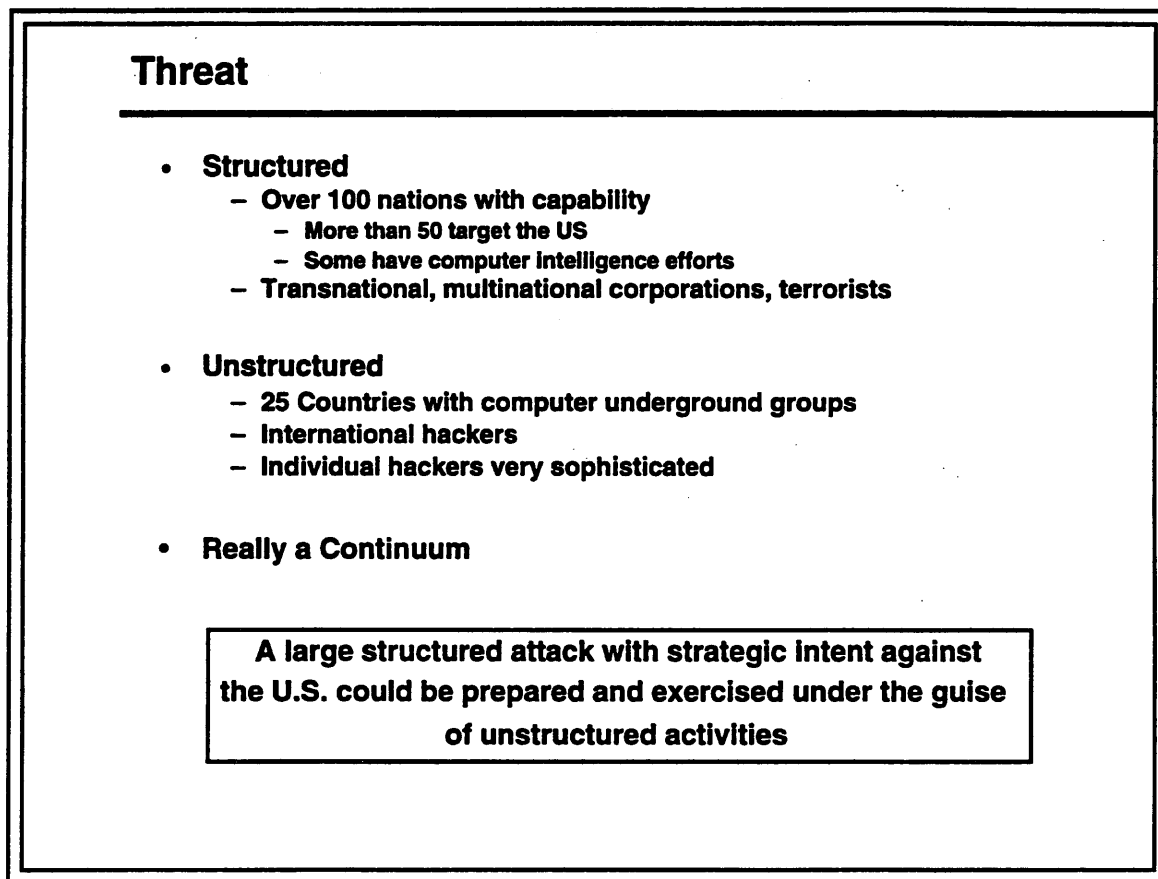 Threat
• Structured
– Over 100 nations with capability
– More than 50 target the US
– Some have computer intelligence efforts
– Transnational, multinational corporations, terrorists
• Unstructured
– 25 Countries with computer underground groups
– International hackers
– Individual hackers very sophisticated
• Really a Continuum
A large structured attack with strategic intent against
the U.S. could be prepared and exercised under the guise
of unstructured activities